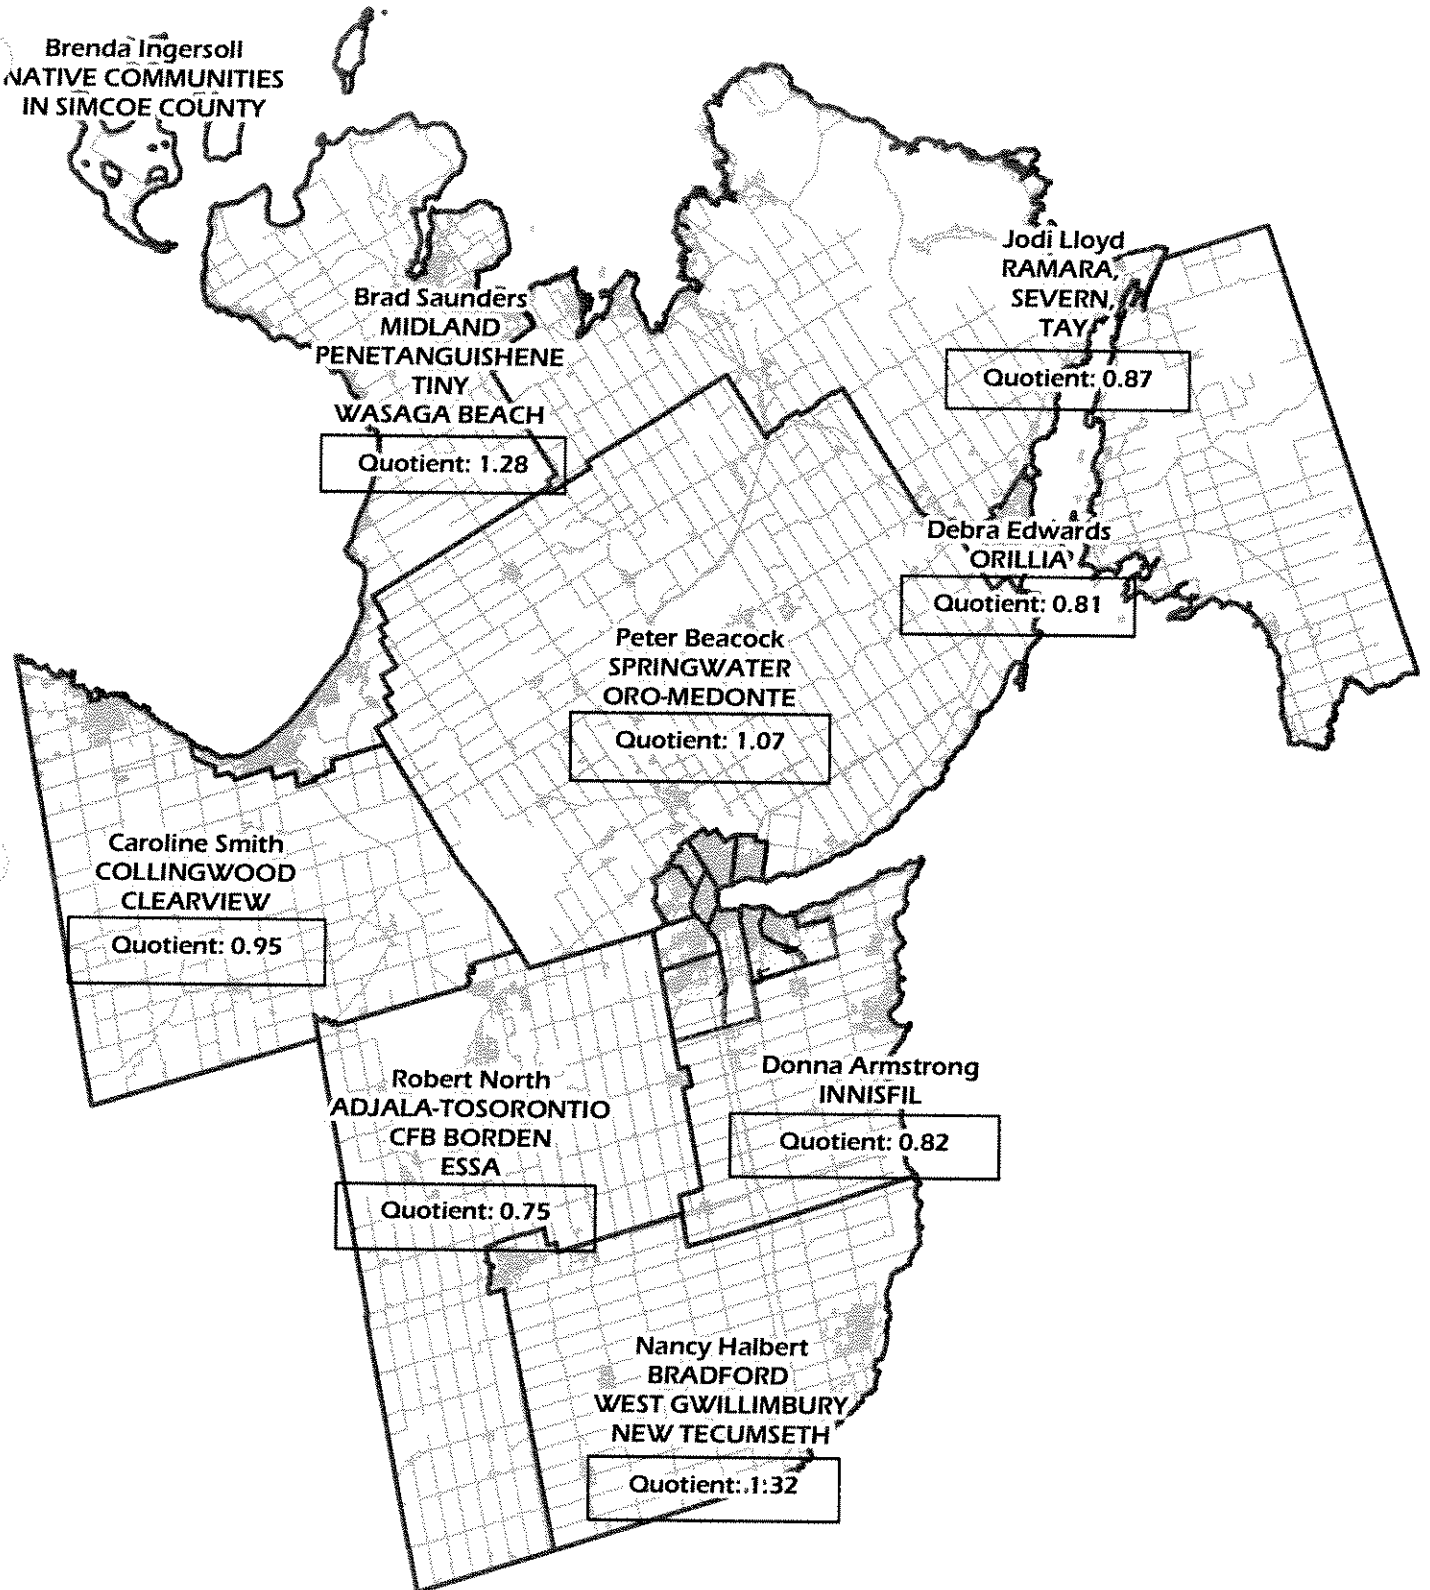 Brenda Ingersoll
NATIVE COMMUNITIES
IN SIMCOE COUNTY
Jodi Lloyd
RAMARA,
SEVERN,
TAY
Quotient: 0.87
Brad Saunders
MIDLAND
PENETANGUISHENE
TINY
WASAGA BEACH
Quotient: 1.28
Debra Edwards
ORILLIA
Quotient: 0.81
Peter Beacock
SPRINGWATER
ORO-MEDONTE
Quotient: 1.07
Caroline Smith
COLLINGWOOD
CLEARVIEW
Quotient: 0.95
Donna Armstrong
INNISFIL
Quotient: 0.82
Robert North
ADJALA-TOSORONTIO
CFB BORDEN
ESSA
Quotient: 0.75
Nancy Halbert
BRADFORD
WEST GWILLIMBURY
NEW TECUMSETH
Quotient: 1.32